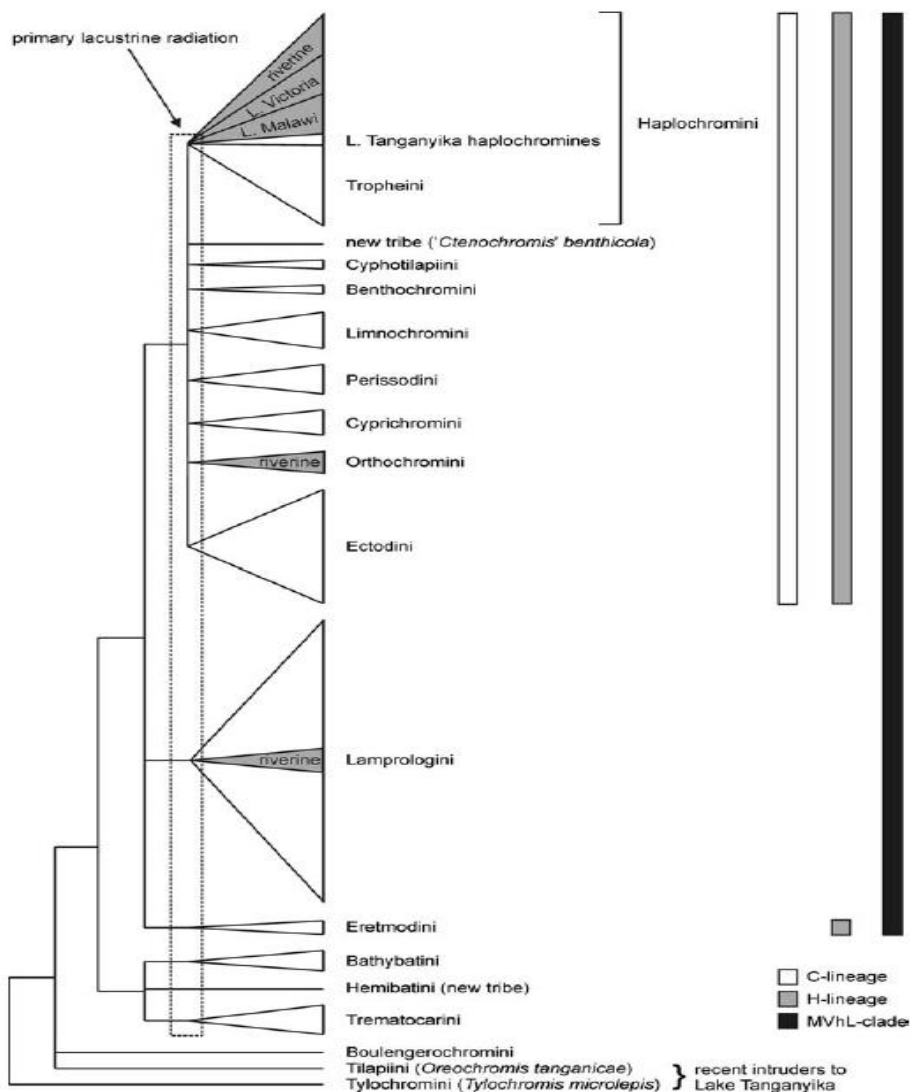 primary lacustrine radiation
riverine
L. Victoria
L. Malawi
L. Tanganyika haplochromines
Haplochromini
Tropheini
new tribe ('Ctenochromis' benthicola)
Cyphotilapiini
Benthochromini
Limnochromini
Perissodini
Cyprichromini
riverine
Orthochromini
Ectodini
riverine
Lamprologini
Eretmodini
Bathybatini
Hemibatini (new tribe)
Trematocarini
C-lineage
H-lineage
MVhL-clade
Boulengerochromini
Tilapiini (Oreochromis tanganicae)
Tylochromini (Tylochromis microlepis)
} recent intruders to
Lake Tanganyika